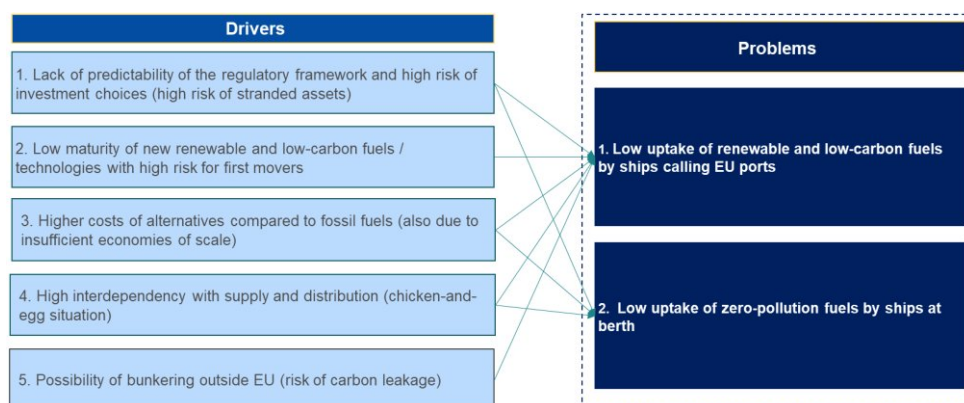 Drivers
1. Lack of predictability of the regulatory framework and high risk of
investment choices (high risk of stranded assets)
2. Low maturity of new renewable and low-carbon fuels /
technologies with high risk for first movers
3. Higher costs of alternatives compared to fossil fuels (also due to
insufficient economies of scale)
4. High interdependency with supply and distribution (chicken-and-
egg situation)
5. Possibility of bunkering outside EU (risk of carbon leakage)
Problems
1. Low uptake of renewable and low-carbon fuels
by ships calling EU ports
2. Low uptake of zero-pollution fuels by ships at
berth